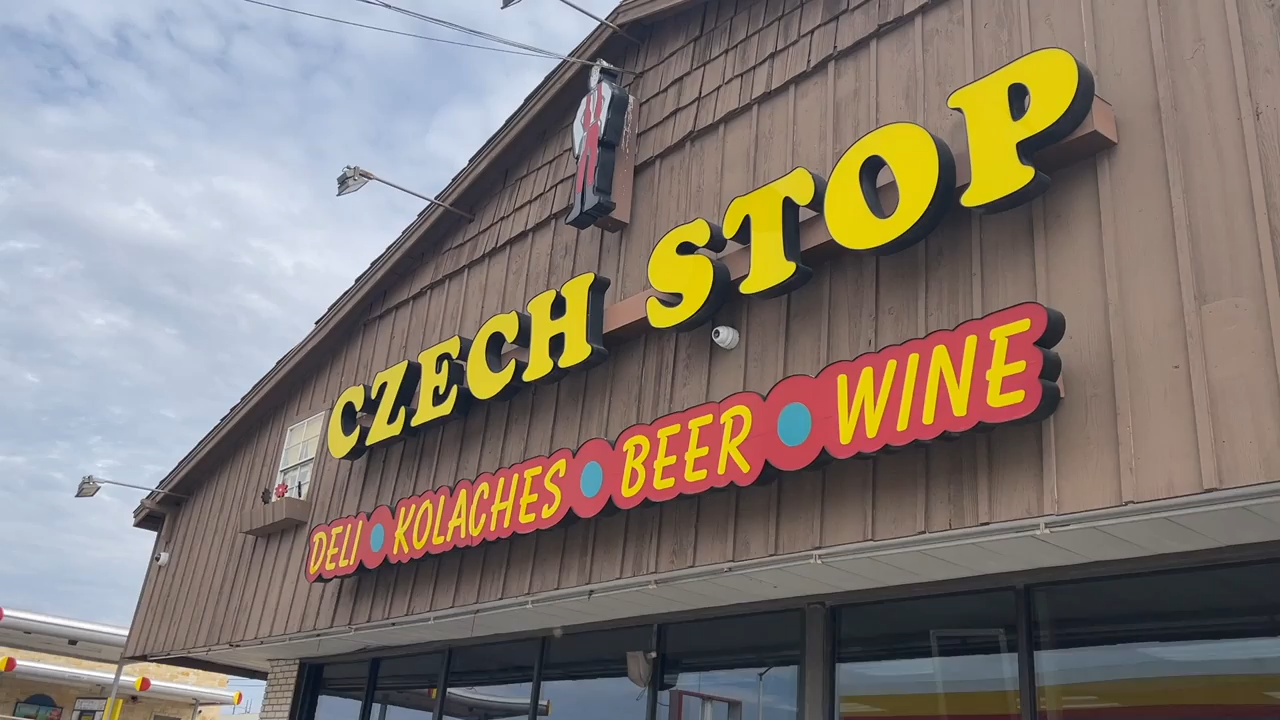 CZECH STOP
DELI • KOLACHES • BEER • WINE